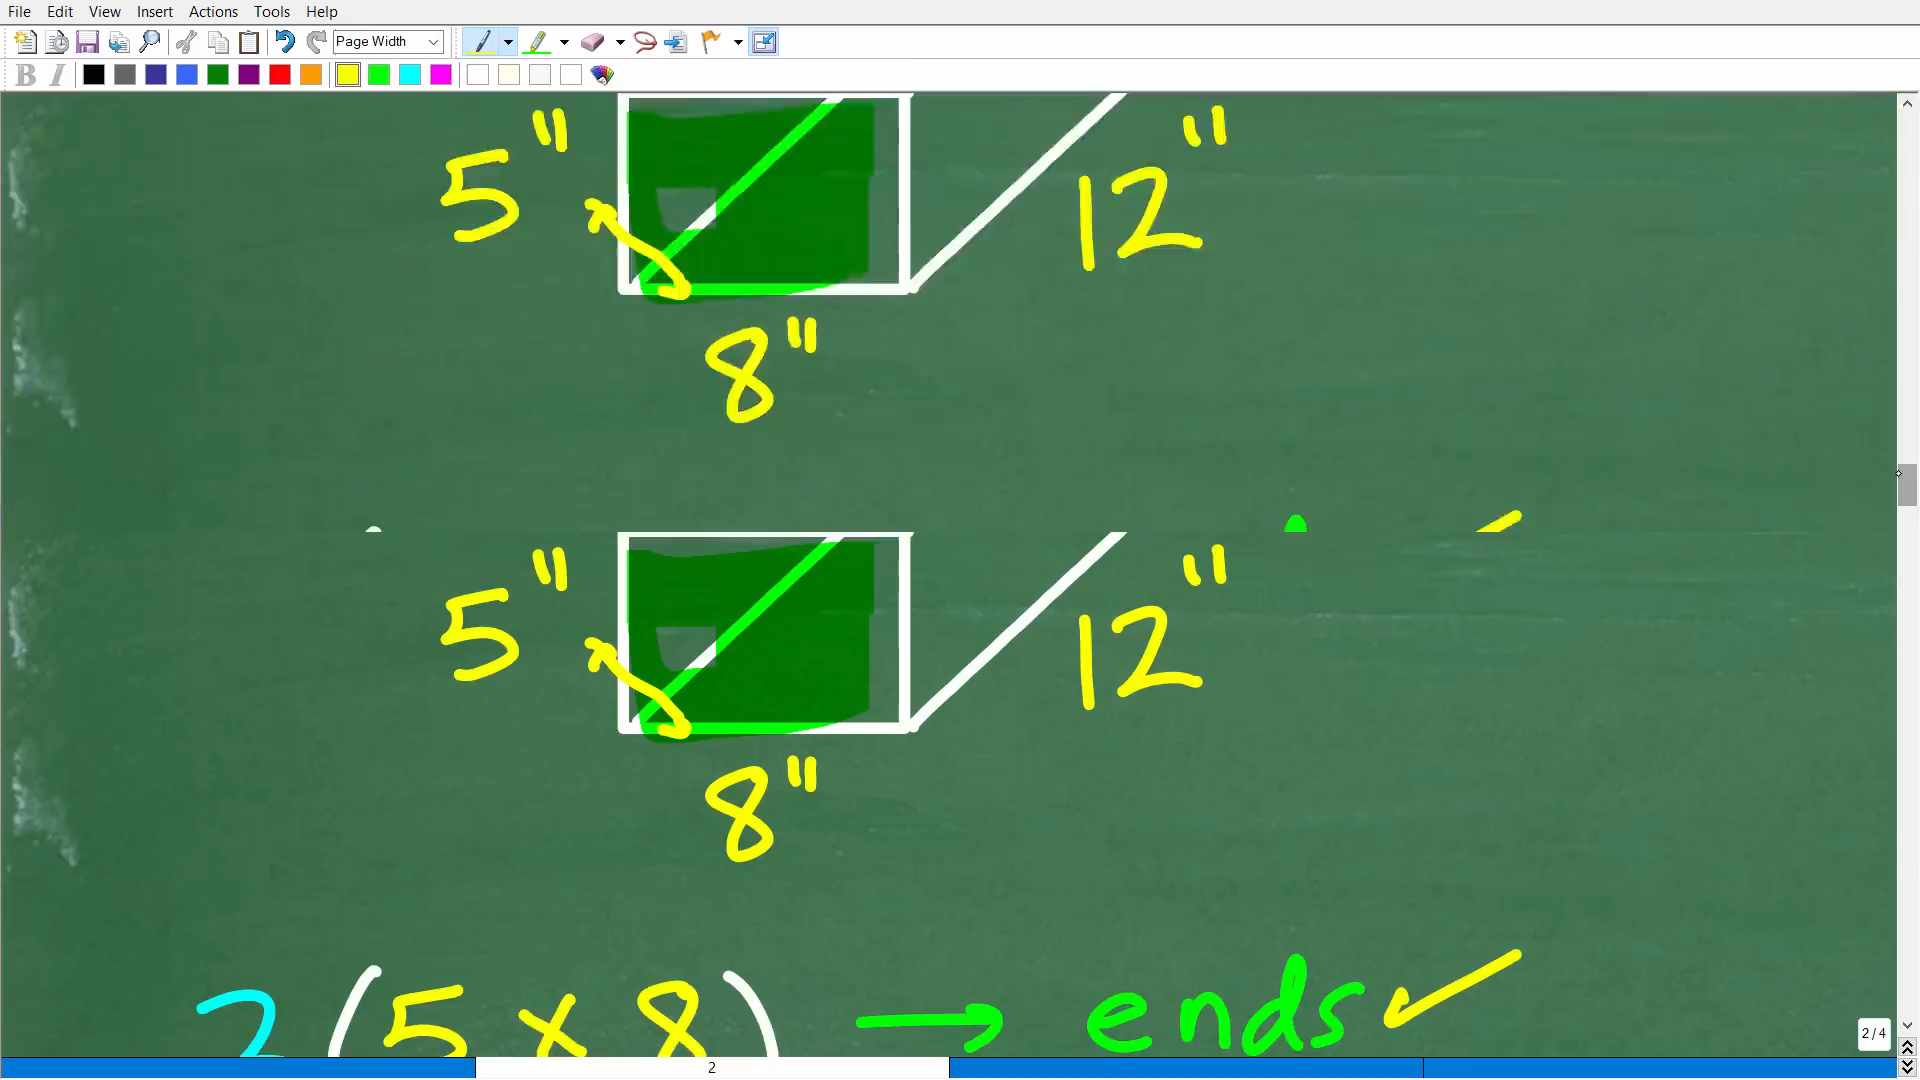 File Edit View Insert Actions Tools Help
Page Width
B I
5" 12"
8"
5" 12"
8"
2 (5 x 8) → ends ✓
2 / 4
2